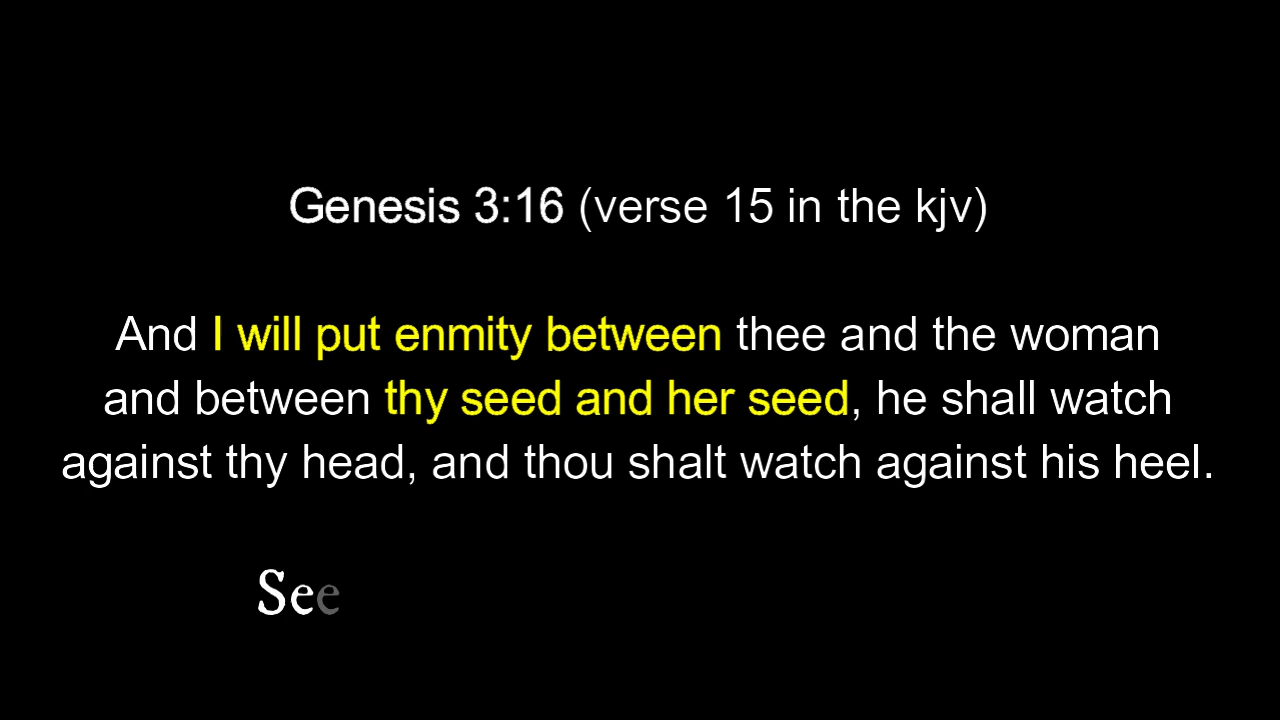 Genesis 3:16 (verse 15 in the kjv)
And I will put enmity between thee and the woman
and between thy seed and her seed, he shall watch
against thy head, and thou shalt watch against his heel.
See